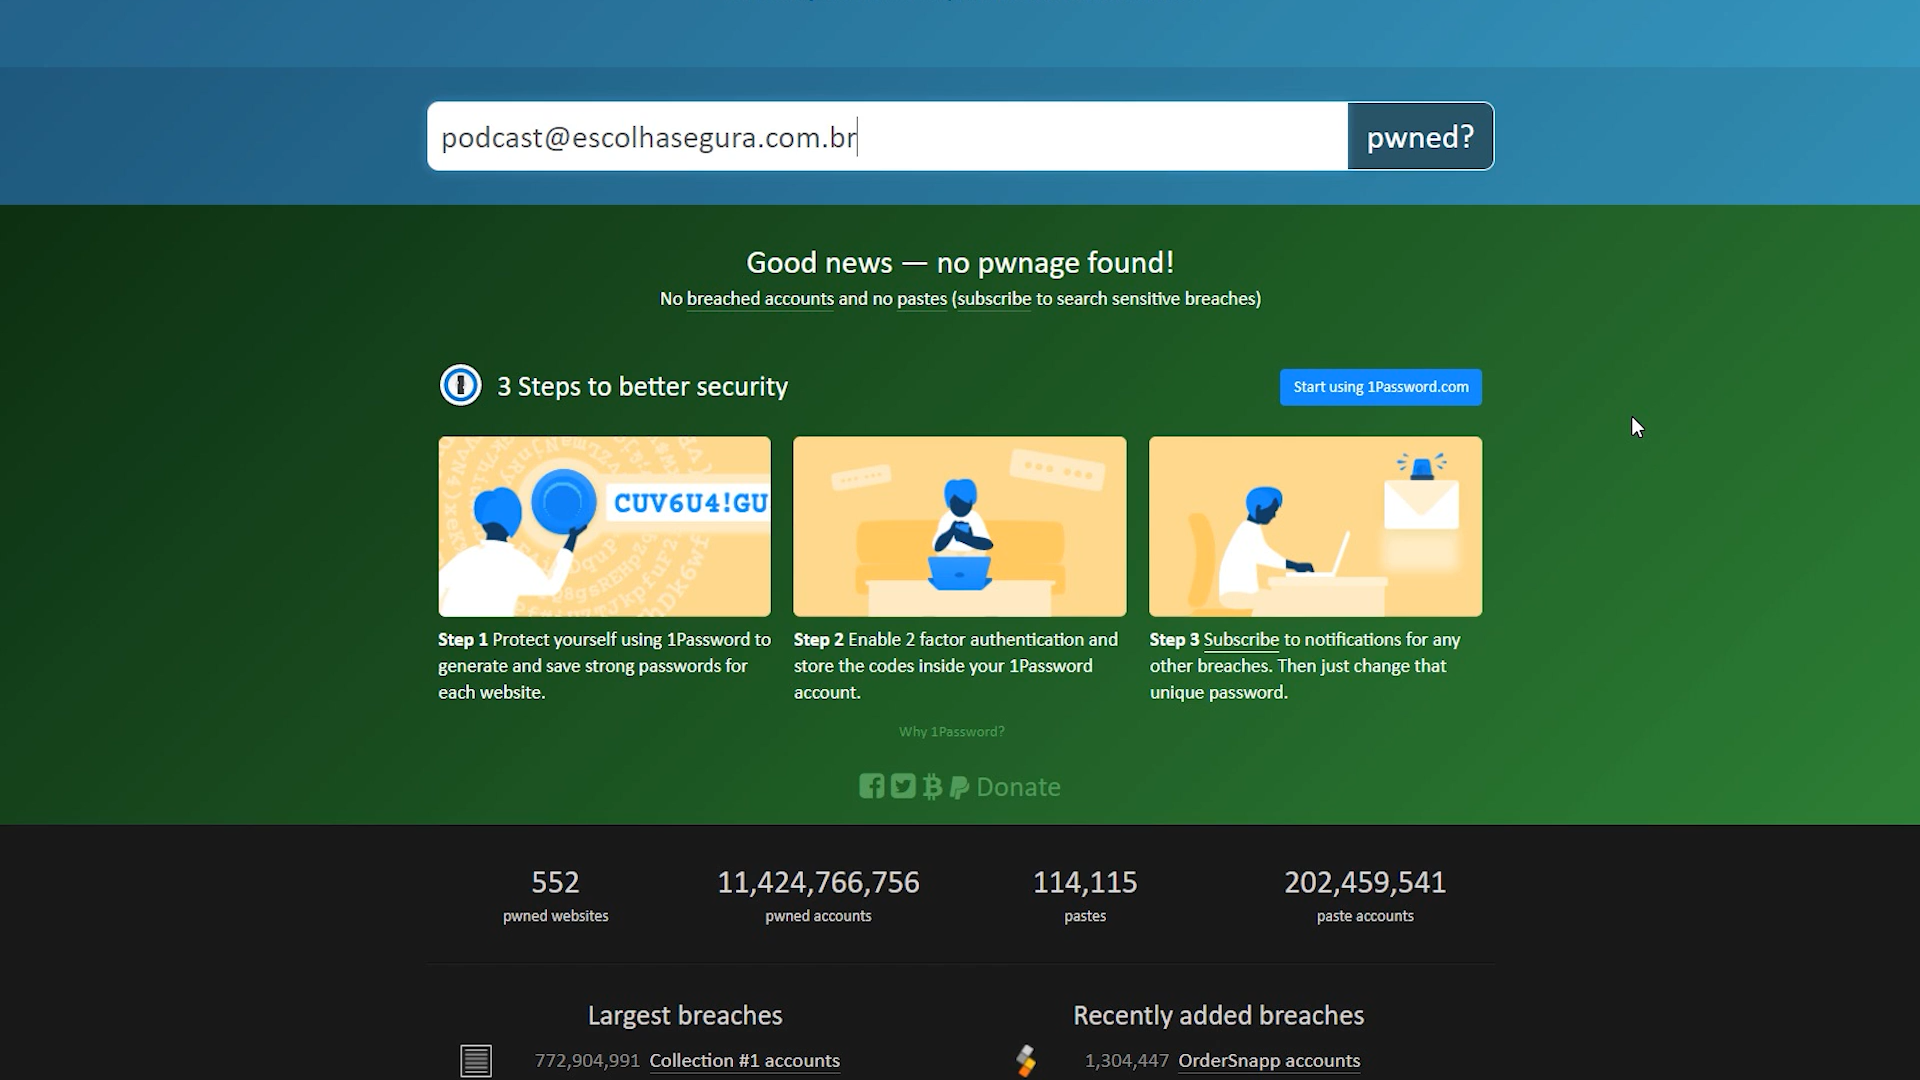 podcast@escolhasegura.com.br
pwned?
Good news — no pwnage found!
No breached accounts and no pastes (subscribe to search sensitive breaches)
3 Steps to better security
Start using 1Password.com
CUV6U4!GU
Step 1 Protect yourself using 1Password to
generate and save strong passwords for
each website.
Step 2 Enable 2 factor authentication and
store the codes inside your 1Password
account.
Step 3 Subscribe to notifications for any
other breaches. Then just change that
unique password.
Why 1Password?
Donate
552
pwned websites
11,424,766,756
pwned accounts
114,115
pastes
202,459,541
paste accounts
Largest breaches
772,904,991 Collection #1 accounts
Recently added breaches
1,304,447 OrderSnapp accounts